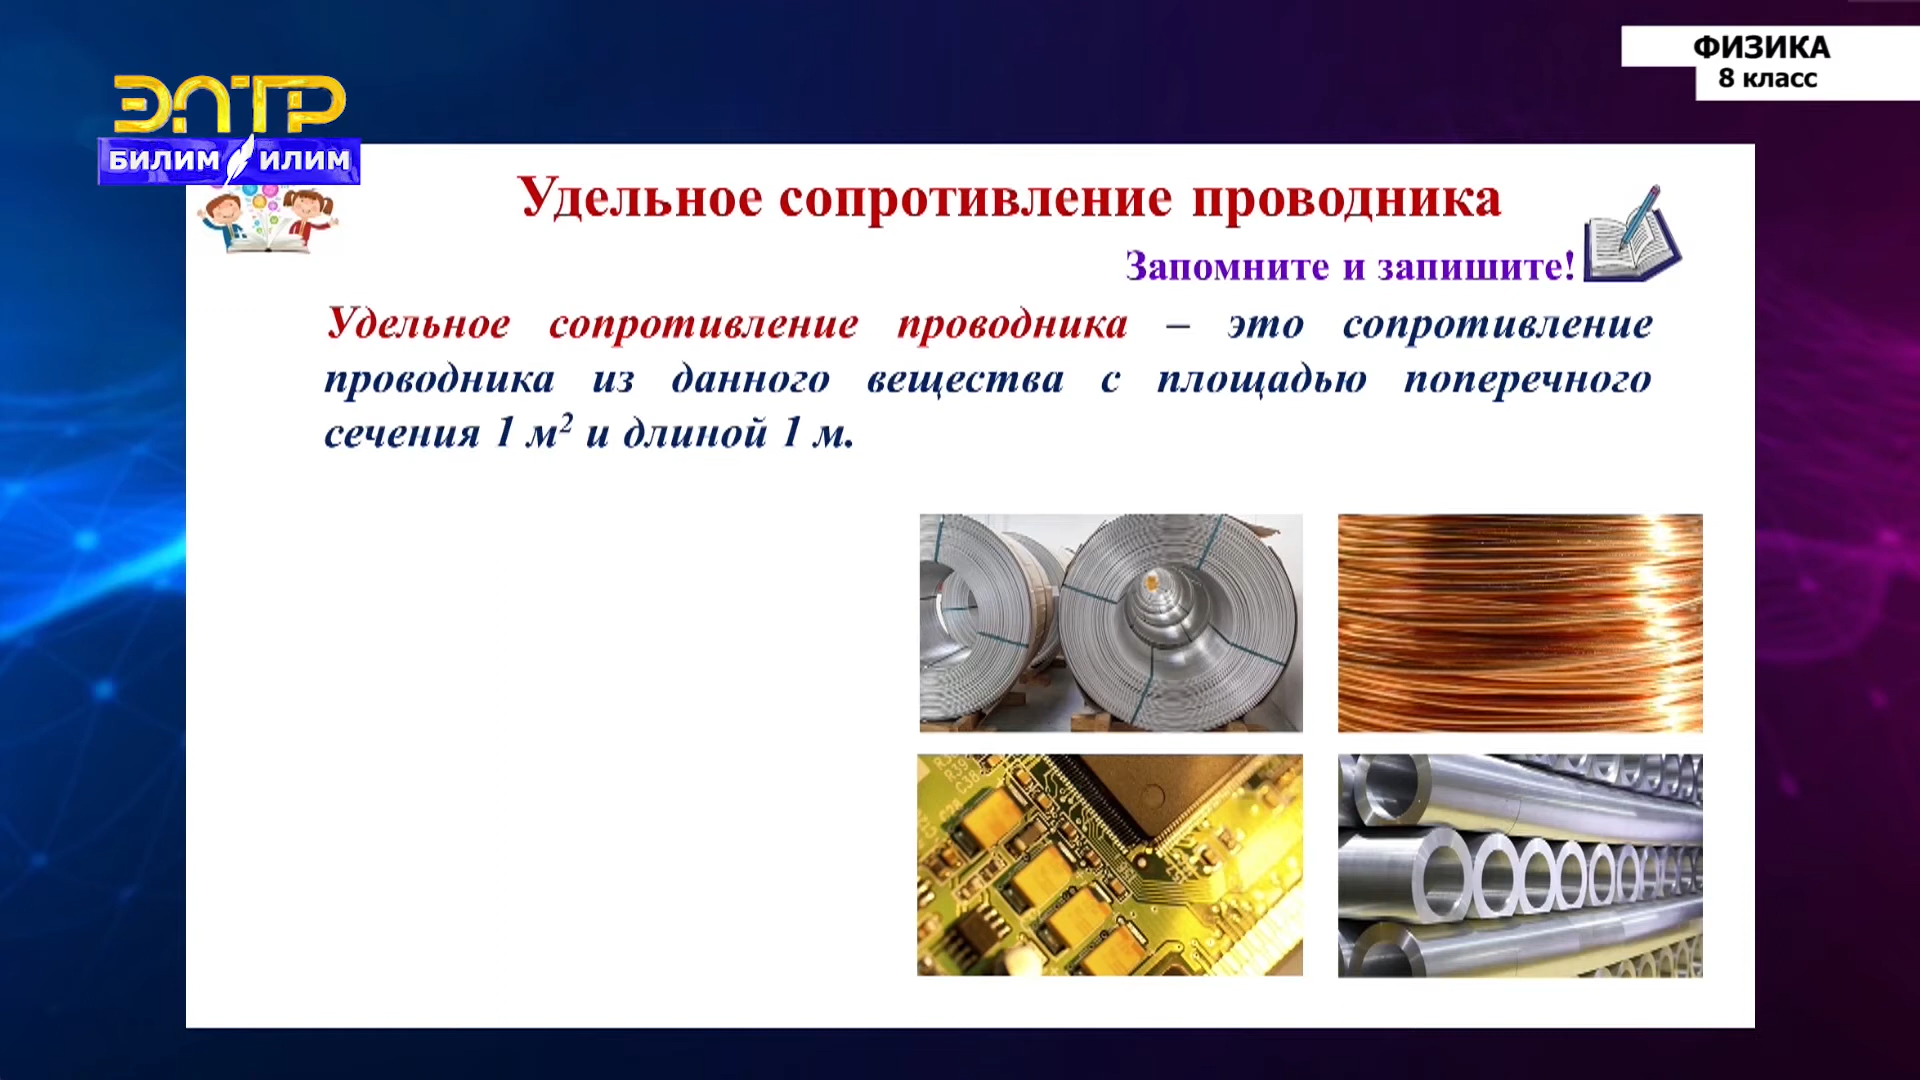 ФИЗИКА
8 класс
ЭЛТР
БИЛИМ ИЛИМ
Удельное сопротивление проводника
Запомните и запишите!
Удельное сопротивление проводника – это сопротивление
проводника из данного вещества с площадью поперечного
сечения 1 м² и длиной 1 м.